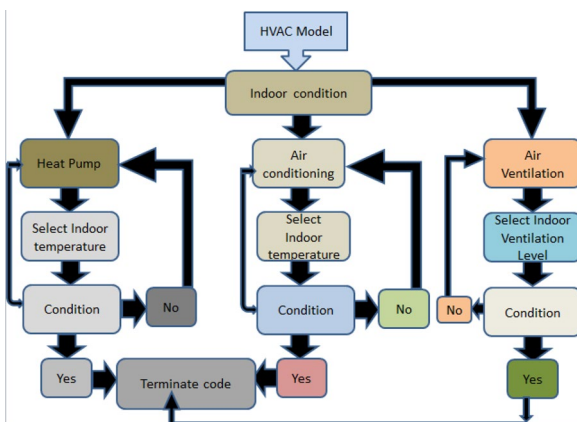 HVAC Model
Indoor condition
Heat Pump
Air
conditioning
Air
Ventilation
Select Indoor
temperature
Select
Indoor
temperature
Select Indoor
Ventilation
Level
Condition
No
Condition
No
No
Condition
Yes
Terminate code
Yes
Yes